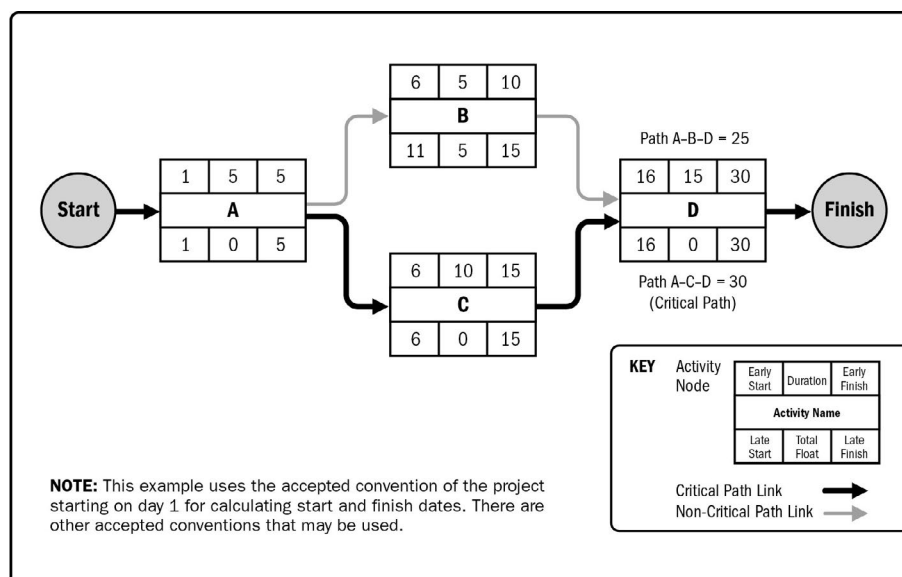 6 5 10
B
11 5 15
Path A–B–D = 25
1 5 5
A
1 0 5
Start
16 15 30
D
16 0 30
Finish
Path A–C–D = 30
(Critical Path)
6 10 15
C
6 0 15
KEY Activity
Node
Early
Start
Duration
Early
Finish
Activity Name
Late
Start
Total
Float
Late
Finish
Critical Path Link
Non-Critical Path Link
NOTE: This example uses the accepted convention of the project
starting on day 1 for calculating start and finish dates. There are
other accepted conventions that may be used.